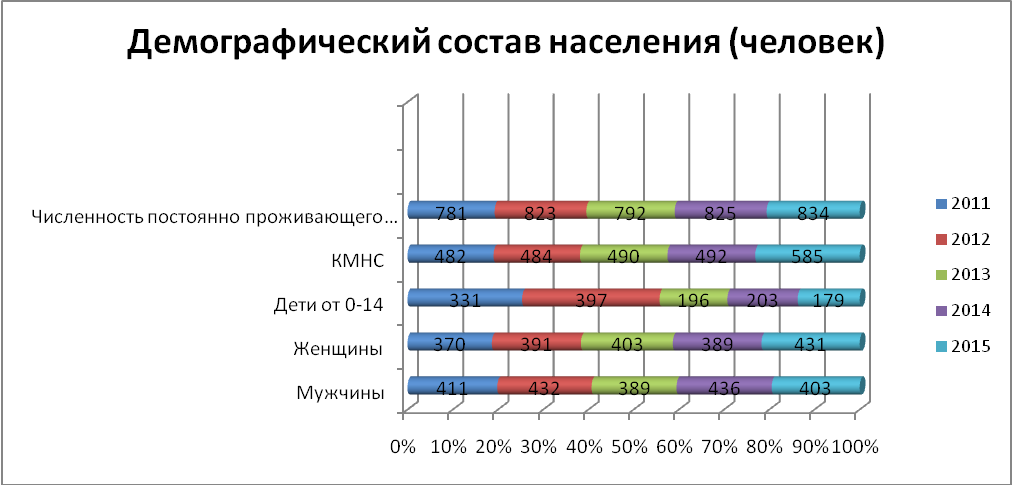 Демографический состав населения (человек)
Численность постоянно проживающего…
781 823 792 825 834
КМНС
482 484 490 492 585
Дети от 0-14
331 397 196 203 179
Женщины
370 391 403 389 431
Мужчины
411 432 389 436 403
0% 10% 20% 30% 40% 50% 60% 70% 80% 90% 100%
2011
2012
2013
2014
2015